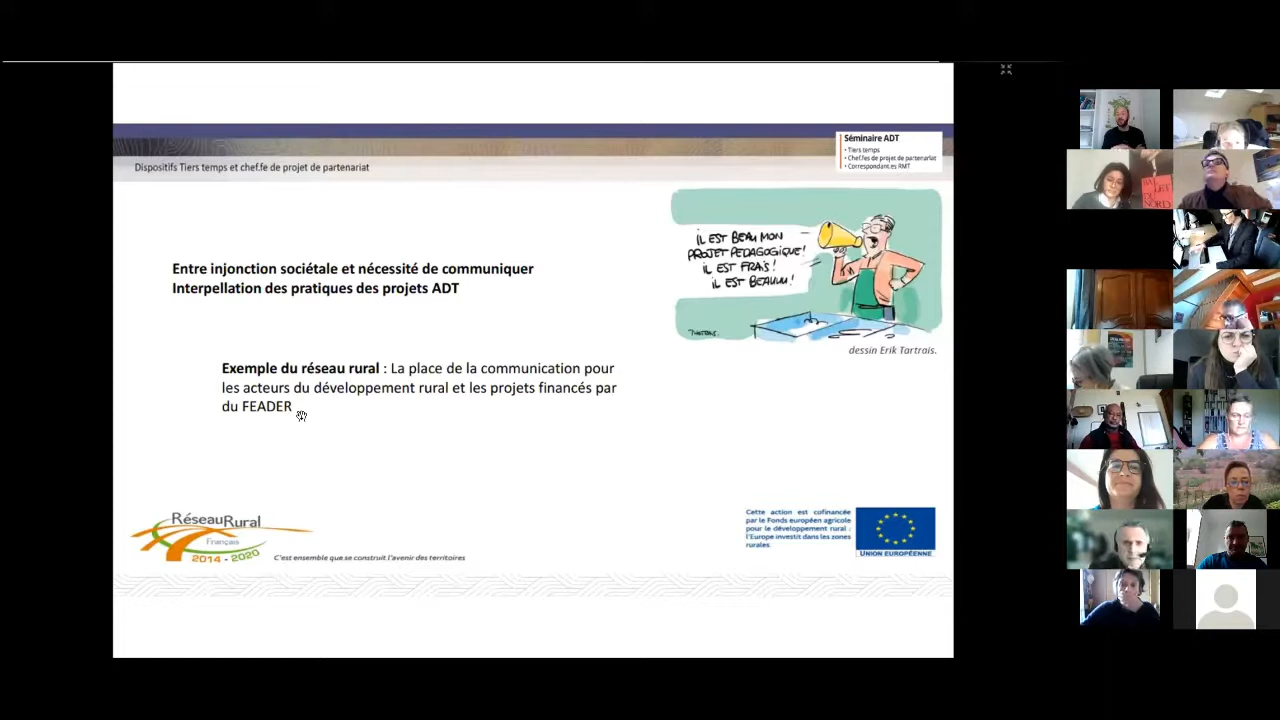 Séminaire ADT
• Tiers temps
• Chef.fes de projet de partenariat
• Correspondant.es RMT
Dispositifs Tiers temps et chef.fe de projet de partenariat
IL EST BEAU MON
PROJET PEDAGOGIQUE!
IL EST FRAIS!
IL EST BEAUUU!
dessin Erik Tartrais.
Entre injonction sociétale et nécessité de communiquer
Interpellation des pratiques des projets ADT
Exemple du réseau rural : La place de la communication pour
les acteurs du développement rural et les projets financés par
du FEADER
RéseauRural
Français
2014 - 2020
C'est ensemble que se construit l'avenir des territoires
Cette action est cofinancée
par le Fonds européen agricole
pour le développement rural :
l'Europe investit dans les zones
rurales.
UNION EUROPÉENNE